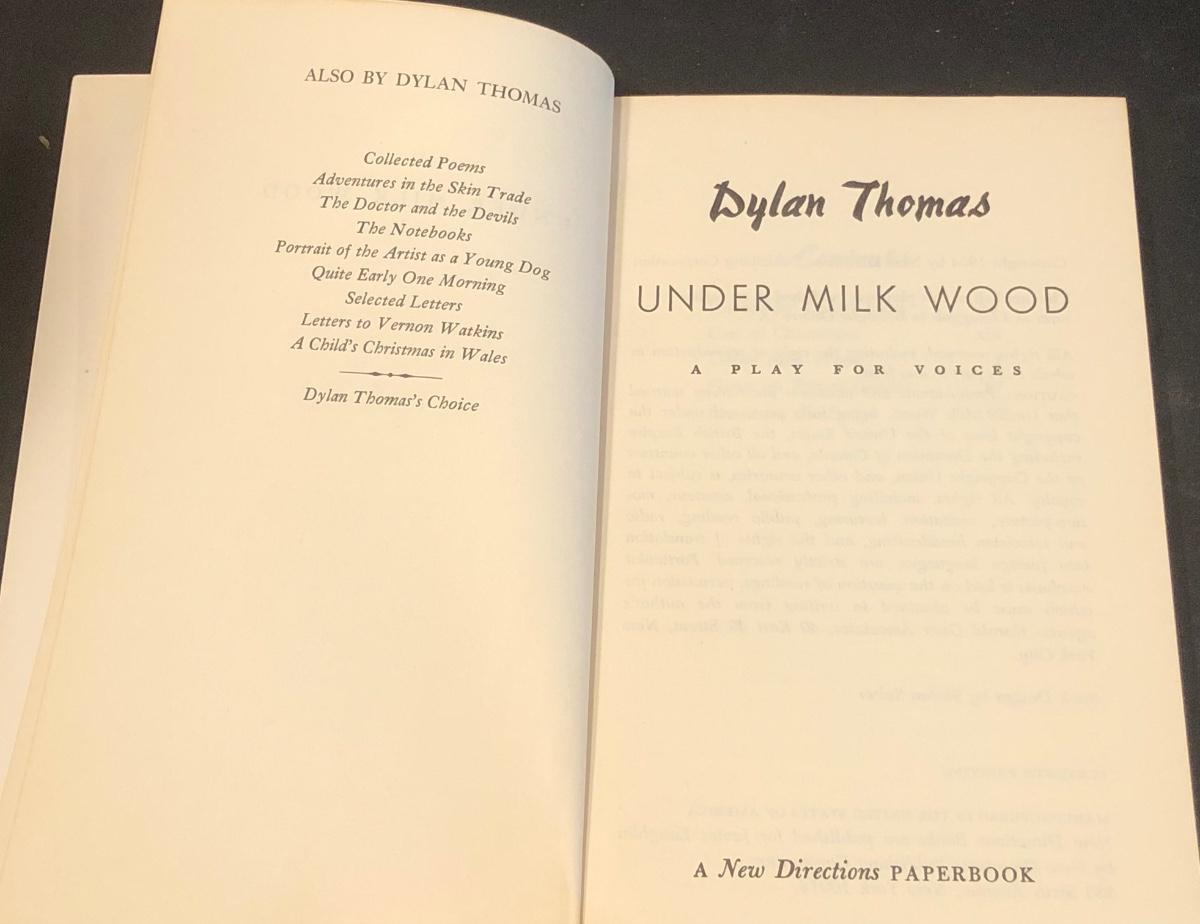 ALSO BY DYLAN THOMAS
Collected Poems
Adventures in the Skin Trade
The Doctor and the Devils
The Notebooks
Portrait of the Artist as a Young Dog
Quite Early One Morning
Selected Letters
Letters to Vernon Watkins
A Child's Christmas in Wales
Dylan Thomas's Choice
Dylan Thomas
UNDER MILK WOOD
A PLAY FOR VOICES
A New Directions PAPERBOOK